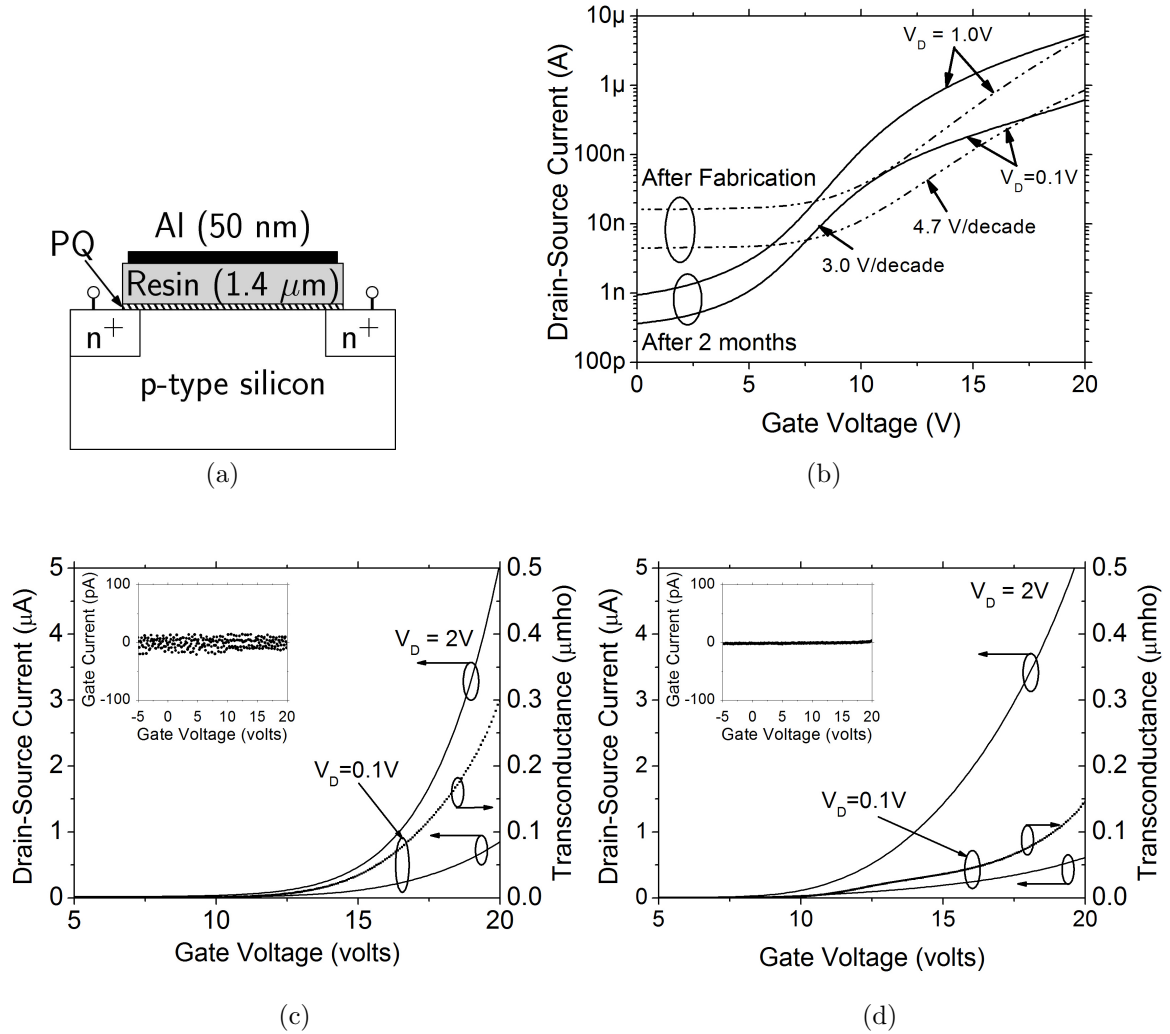 Al (50 nm)
PQ
Resin (1.4 μm)
n+
n+
p-type silicon
(a)
Drain-Source Current (A)
10µ
1µ
100n
10n
1n
100p
V_D = 1.0V
After Fabrication
V_D=0.1V
4.7 V/decade
3.0 V/decade
After 2 months
0 5 10 15 20
Gate Voltage (V)
(b)
Drain-Source Current (µA)
5
4
3
2
1
0
Gate Current (pA)
100
0
-100
-5 0 5 10 15 20
Gate Voltage (volts)
V_D = 2V
V_D=0.1V
0.5
0.4
0.3
0.2
0.1
0.0
Transconductance (µmho)
5 10 15 20
Gate Voltage (volts)
(c)
Drain-Source Current (µA)
5
4
3
2
1
0
Gate Current (pA)
100
0
-100
-5 0 5 10 15 20
Gate Voltage (volts)
V_D = 2V
V_D=0.1V
0.5
0.4
0.3
0.2
0.1
0.0
Transconductance (µmho)
5 10 15 20
Gate Voltage (volts)
(d)